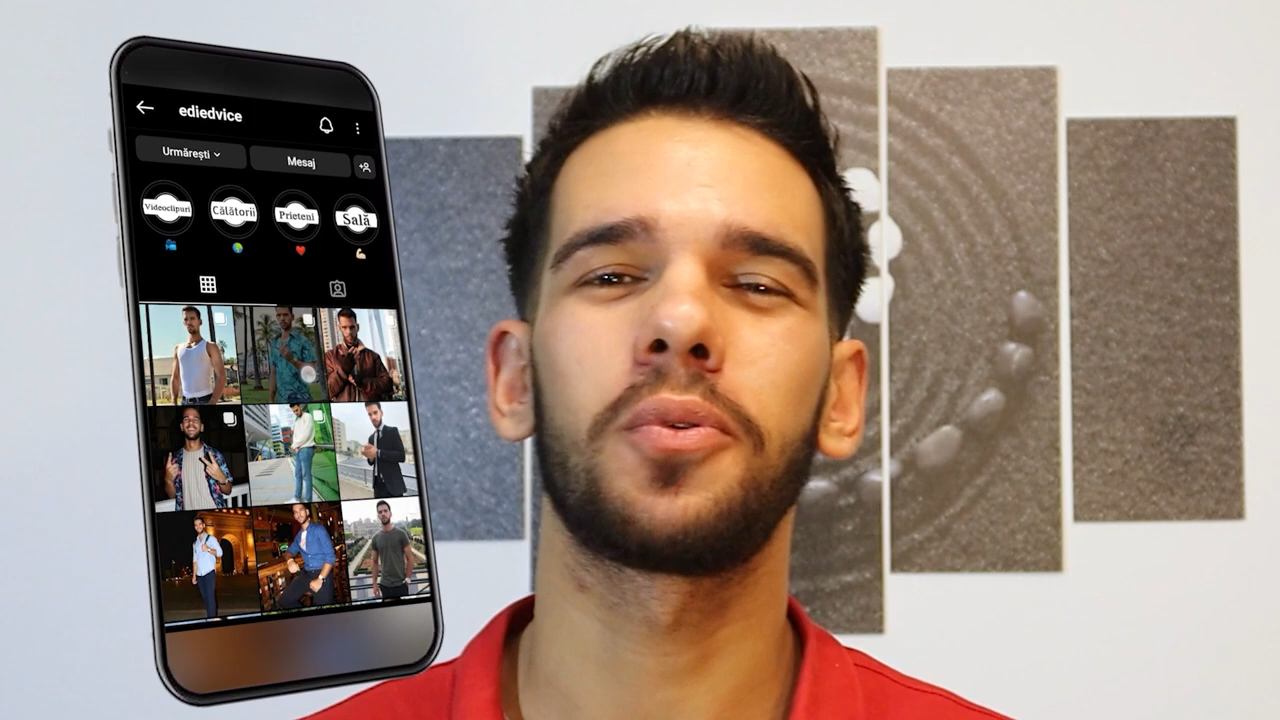 ediedvice
Urmărești
Mesaj
Videoclipuri
Călătorii
Prieteni
Sală